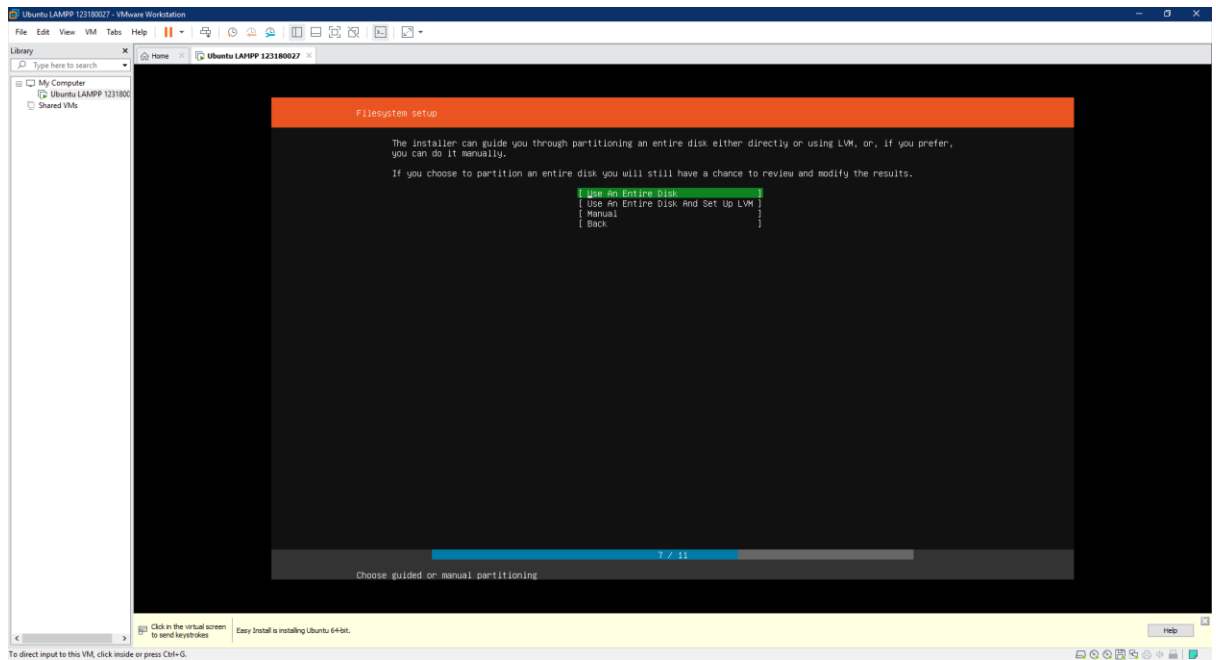 Ubuntu LAMPP 123180027 - VMware Workstation
File Edit View VM Tabs Help
Library
Type here to search
My Computer
Ubuntu LAMPP 1231800
Shared VMs
Home
Ubuntu LAMPP 123180027
Filesystem setup
The installer can guide you through partitioning an entire disk either directly or using LVM, or, if you prefer,
you can do it manually.
If you choose to partition an entire disk you will still have a chance to review and modify the results.
[ Use An Entire Disk ]
[ Use An Entire Disk And Set Up LVM ]
[ Manual ]
[ Back ]
7 / 11
Choose guided or manual partitioning
Click in the virtual screen
to send keystrokes
Easy Install is installing Ubuntu 64-bit.
Help
To direct input to this VM, click inside or press Ctrl+G.